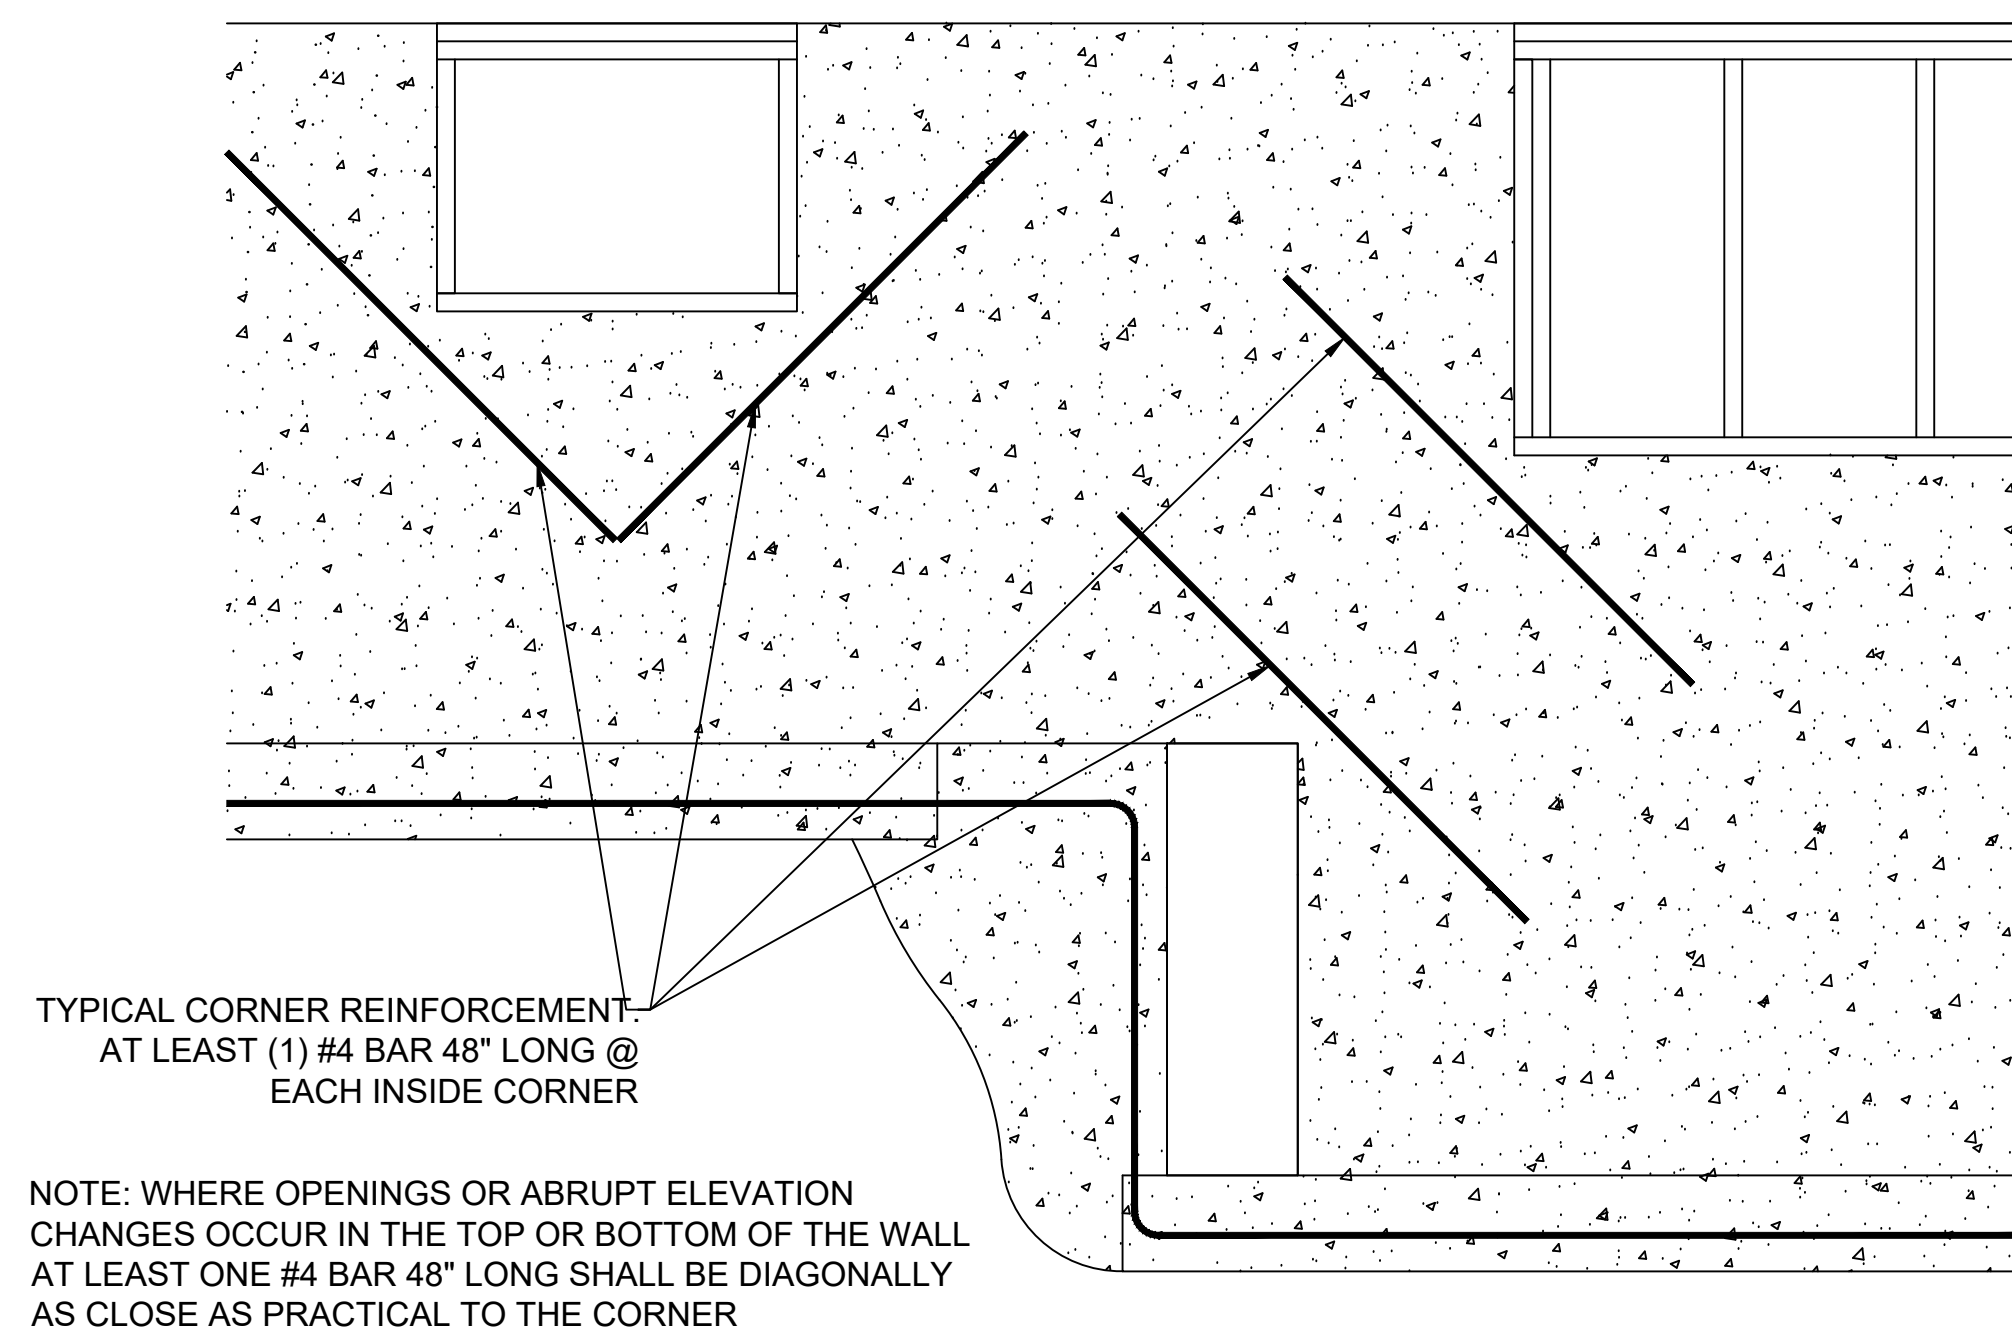 TYPICAL CORNER REINFORCEMENT:
AT LEAST (1) #4 BAR 48" LONG @
EACH INSIDE CORNER
NOTE: WHERE OPENINGS OR ABRUPT ELEVATION
CHANGES OCCUR IN THE TOP OR BOTTOM OF THE WALL
AT LEAST ONE #4 BAR 48" LONG SHALL BE DIAGONALLY
AS CLOSE AS PRACTICAL TO THE CORNER